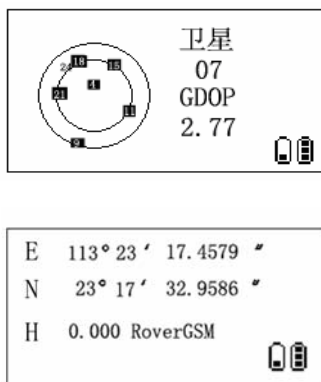 卫星
07
GDOP
2.77
18
24
15
4
21
11
9
E 113° 23 ′ 17.4579 ″
N 23° 17 ′ 32.9586 ″
H 0.000 RoverGSM